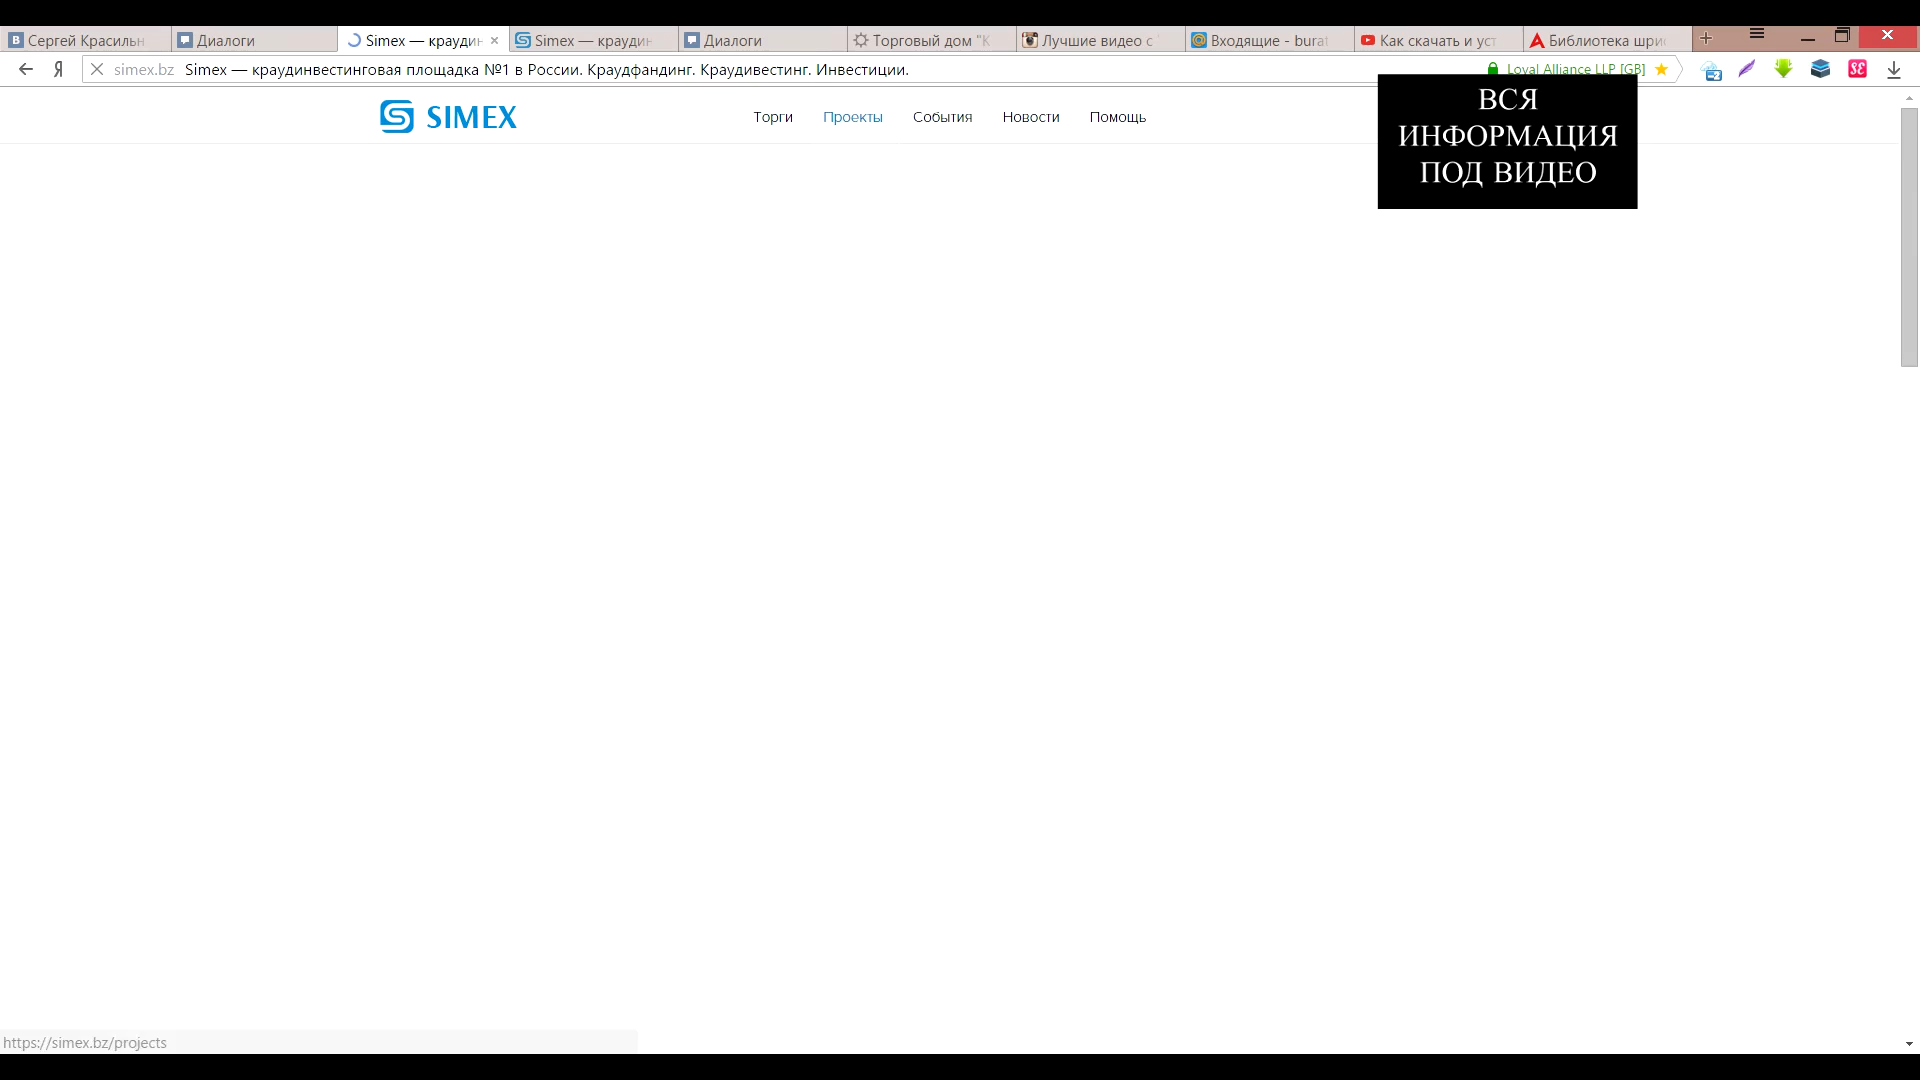 Сергей Красильн
Диалоги
Simex — краудин
Simex — краудин
Диалоги
Торговый дом "К
Лучшие видео с
Входящие - burat
Как скачать и уст
Библиотека шри
simex.bz Simex — краудинвестинговая площадка №1 в России. Краудфандинг. Краудивестинг. Инвестиции.
Loyal Alliance LLP [GB]
SIMEX
Торги
Проекты
События
Новости
Помощь
ВСЯ
ИНФОРМАЦИЯ
ПОД ВИДЕО
https://simex.bz/projects